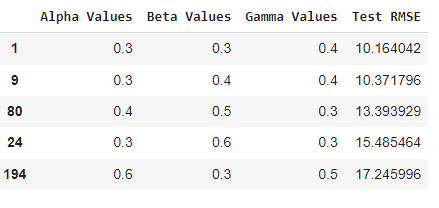 Alpha Values Beta Values Gamma Values Test RMSE
1 0.3 0.3 0.4 10.164042
9 0.3 0.4 0.4 10.371796
80 0.4 0.5 0.3 13.393929
24 0.3 0.6 0.3 15.485464
194 0.6 0.3 0.5 17.245996